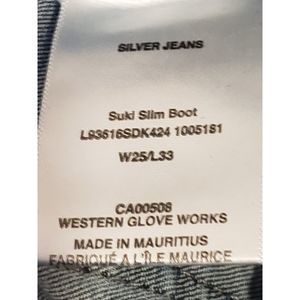 SILVER JEANS
Suki Slim Boot
L93616SDK424 1005181
W25/L33
CA00508
WESTERN GLOVE WORKS
MADE IN MAURITIUS
FABRIQUÉ À L'ÎLE MAURICE